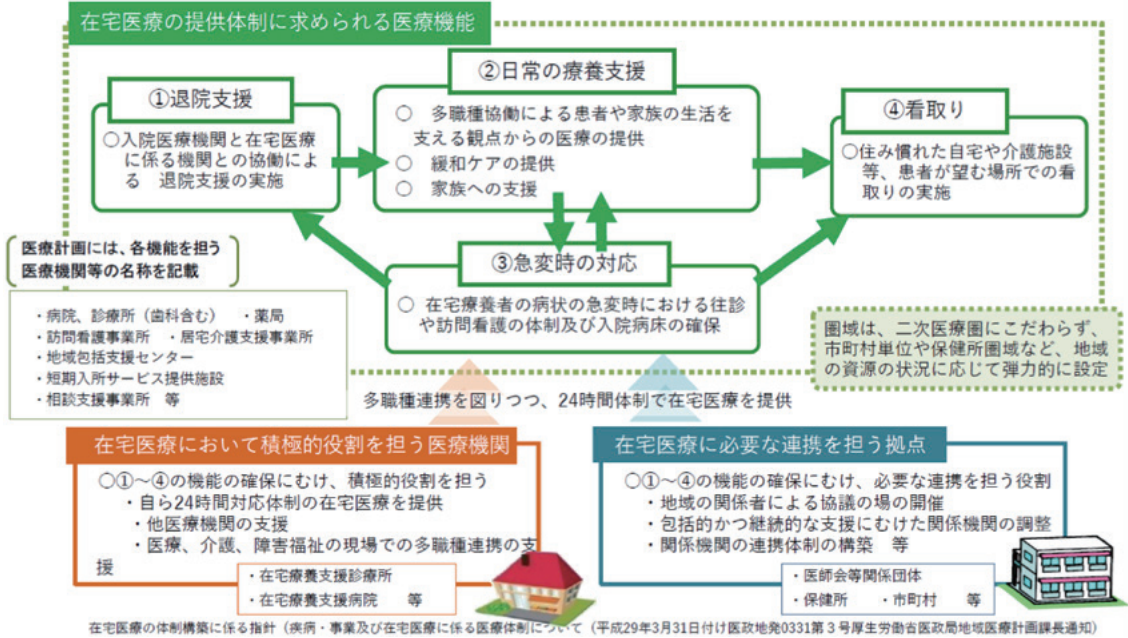 在宅医療の提供体制に求められる医療機能
①退院支援
○入院医療機関と在宅医療
に係る機関との協働によ
る　退院支援の実施
②日常の療養支援
○　多職種協働による患者や家族の生活を
支える観点からの医療の提供
○　緩和ケアの提供
○　家族への支援
④看取り
○住み慣れた自宅や介護施設
等、患者が望む場所での看
取りの実施
③急変時の対応
○　在宅療養者の病状の急変時における往診
や訪問看護の体制及び入院病床の確保
医療計画には、各機能を担う
医療機関等の名称を記載
・病院、診療所（歯科含む）　・薬局
・訪問看護事業所　・居宅介護支援事業所
・地域包括支援センター
・短期入所サービス提供施設
・相談支援事業所　等
圏域は、二次医療圏にこだわらず、
市町村単位や保健所圏域など、地域
の資源の状況に応じて弾力的に設定
多職種連携を図りつつ、24時間体制で在宅医療を提供
在宅医療において積極的役割を担う医療機関
○①～④の機能の確保にむけ、積極的役割を担う
・自ら24時間対応体制の在宅医療を提供
・他医療機関の支援
・医療、介護、障害福祉の現場での多職種連携の支
援
・在宅療養支援診療所
・在宅療養支援病院　等
在宅医療に必要な連携を担う拠点
○①～④の機能の確保にむけ、必要な連携を担う役割
・地域の関係者による協議の場の開催
・包括的かつ継続的な支援にむけた関係機関の調整
・関係機関の連携体制の構築　等
・医師会等関係団体
・保健所　・市町村　等
在宅医療の体制構築に係る指針（疾病・事業及び在宅医療に係る医療体制について（平成29年3月31日付け医政地発0331第３号厚生労働省医政局地域医療計画課長通知）